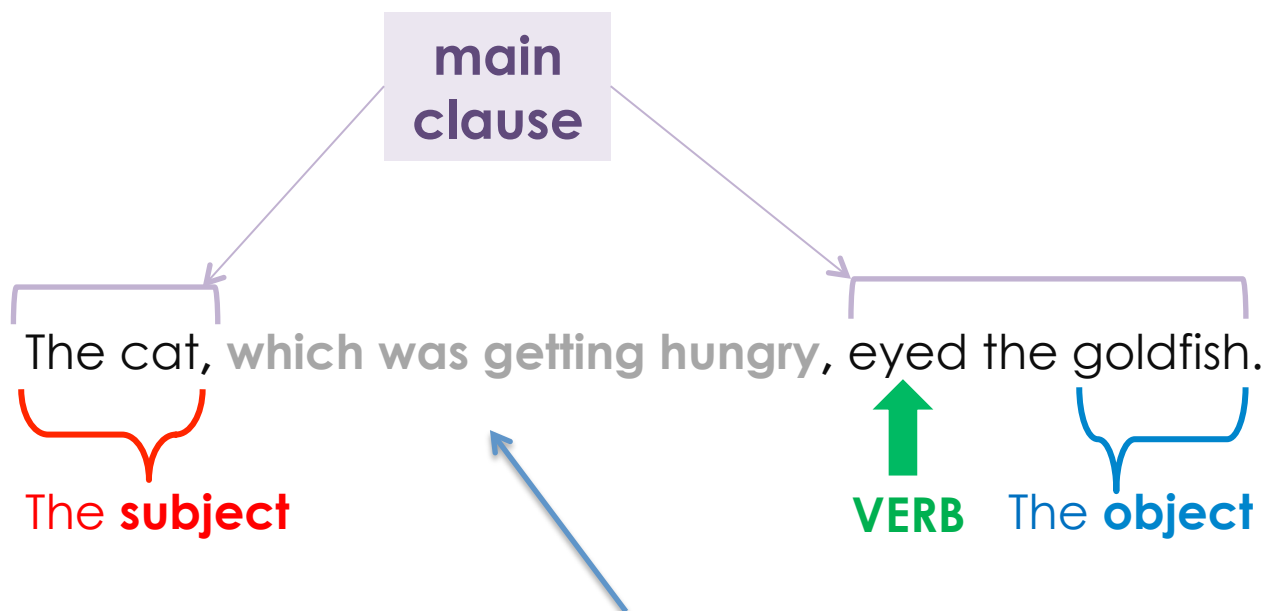 main
clause
The cat, which was getting hungry, eyed the goldfish.
The subject
VERB
The object